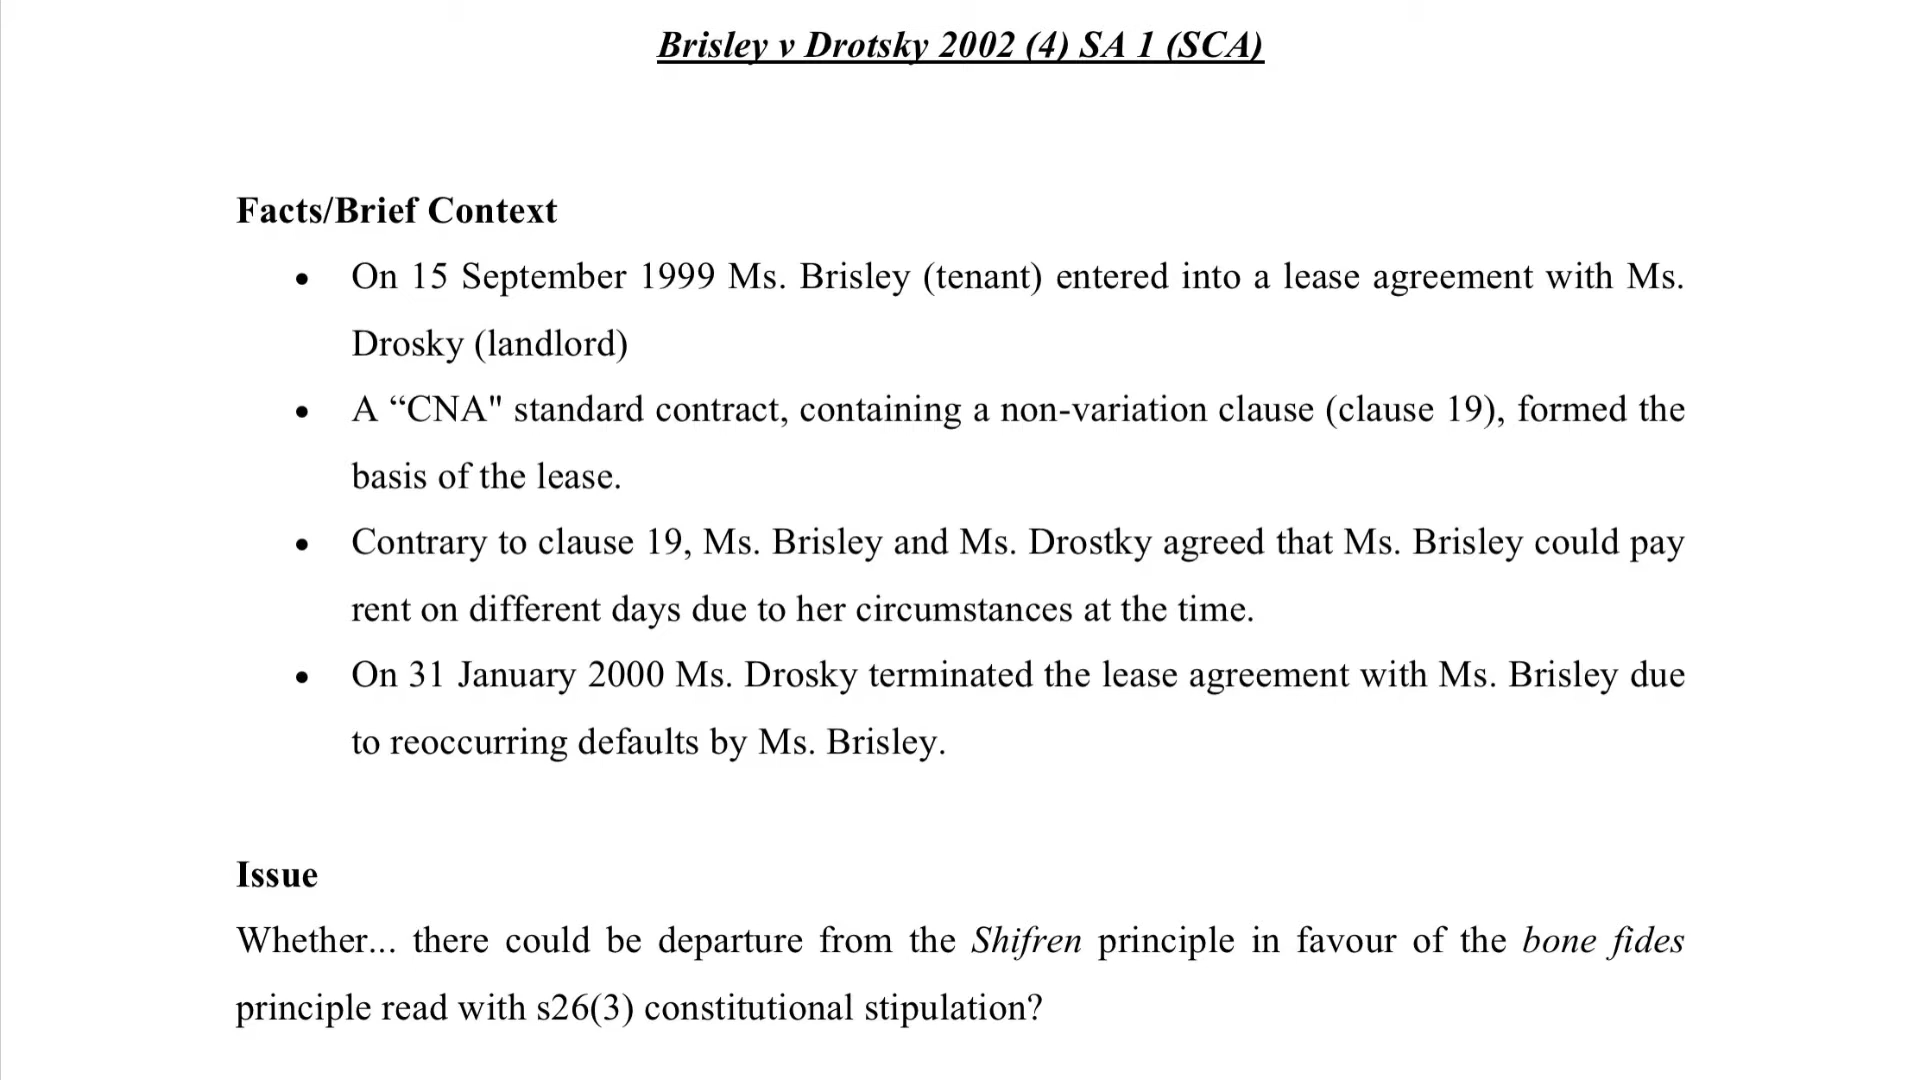 Brisley v Drotsky 2002 (4) SA 1 (SCA)
Facts/Brief Context
• On 15 September 1999 Ms. Brisley (tenant) entered into a lease agreement with Ms.
Drosky (landlord)
• A “CNA" standard contract, containing a non-variation clause (clause 19), formed the
basis of the lease.
• Contrary to clause 19, Ms. Brisley and Ms. Drostky agreed that Ms. Brisley could pay
rent on different days due to her circumstances at the time.
• On 31 January 2000 Ms. Drosky terminated the lease agreement with Ms. Brisley due
to reoccurring defaults by Ms. Brisley.
Issue
Whether... there could be departure from the Shifren principle in favour of the bone fides
principle read with s26(3) constitutional stipulation?